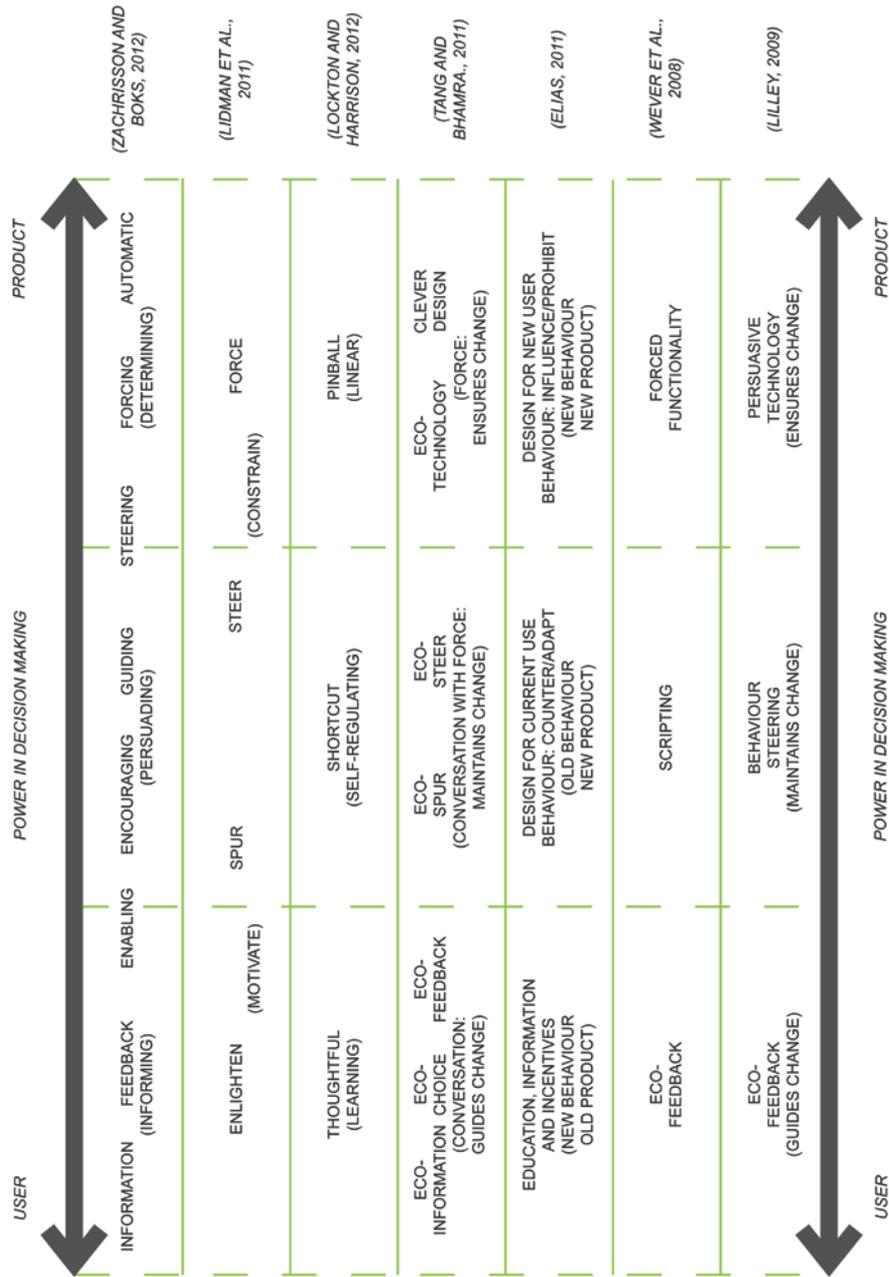 USER
POWER IN DECISION MAKING
PRODUCT
INFORMATION
FEEDBACK
(INFORMING)
ENABLING
ENCOURAGING
(PERSUADING)
GUIDING
STEERING
FORCING
(DETERMINING)
AUTOMATIC
(ZACHRISSON AND
BOKS, 2012)
ENLIGHTEN
(MOTIVATE)
SPUR
STEER
(CONSTRAIN)
FORCE
(LIDMAN ET AL.,
2011)
THOUGHTFUL
(LEARNING)
SHORTCUT
(SELF-REGULATING)
PINBALL
(LINEAR)
(LOCKTON AND
HARRISON, 2012)
ECO-
INFORMATION
ECO-
CHOICE
ECO-
FEEDBACK
(CONVERSATION:
GUIDES CHANGE)
ECO-
SPUR
ECO-
STEER
(CONVERSATION WITH FORCE:
MAINTAINS CHANGE)
ECO-
TECHNOLOGY
CLEVER
DESIGN
(FORCE:
ENSURES CHANGE)
(TANG AND
BHAMRA., 2011)
EDUCATION, INFORMATION
AND INCENTIVES
(NEW BEHAVIOUR
OLD PRODUCT)
DESIGN FOR CURRENT USE
BEHAVIOUR: COUNTER/ADAPT
(OLD BEHAVIOUR
NEW PRODUCT)
DESIGN FOR NEW USER
BEHAVIOUR: INFLUENCE/PROHIBIT
(NEW BEHAVIOUR
NEW PRODUCT)
(ELIAS, 2011)
ECO-
FEEDBACK
SCRIPTING
FORCED
FUNCTIONALITY
(WEVER ET AL.,
2008)
ECO-
FEEDBACK
(GUIDES CHANGE)
BEHAVIOUR
STEERING
(MAINTAINS CHANGE)
PERSUASIVE
TECHNOLOGY
(ENSURES CHANGE)
(LILLEY, 2009)
USER
POWER IN DECISION MAKING
PRODUCT